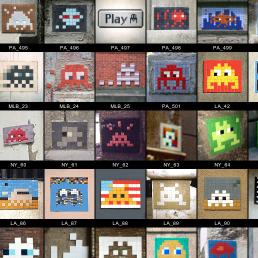 Play
PA_495 PA_496 PA_497 PA_498 PA_499
MLB_23 MLB_24 MLB_25 PA_501 LA_42
NY_60 NY_61 NY_62 NY_63 NY_64
LA_86 LA_87 LA_88 LA_89 LA_90